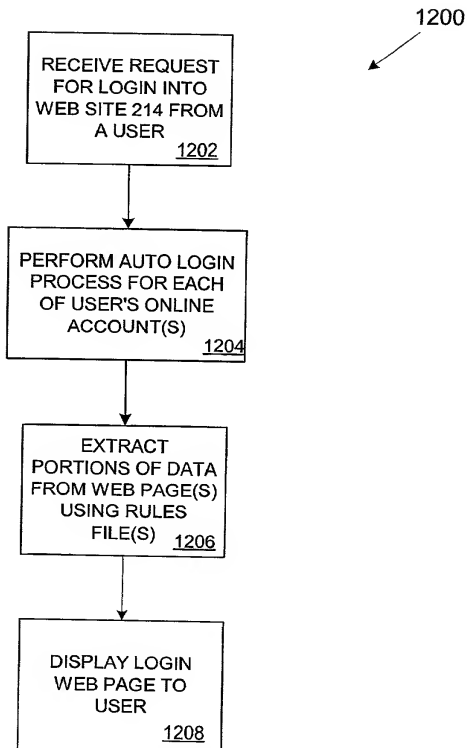 1200
RECEIVE REQUEST
FOR LOGIN INTO
WEB SITE 214 FROM
A USER
1202
PERFORM AUTO LOGIN
PROCESS FOR EACH
OF USER'S ONLINE
ACCOUNT(S)
1204
EXTRACT
PORTIONS OF DATA
FROM WEB PAGE(S)
USING RULES
FILE(S)
1206
DISPLAY LOGIN
WEB PAGE TO
USER
1208